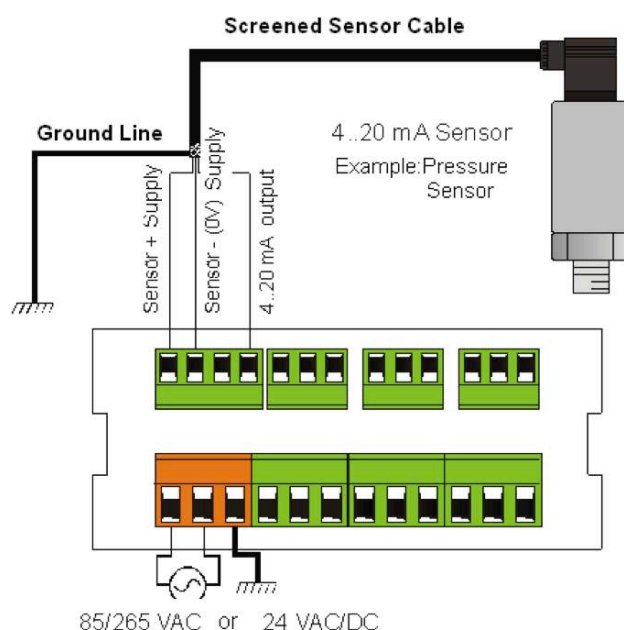 Screened Sensor Cable
Ground Line
4..20 mA Sensor
Example:Pressure
Sensor
Sensor + Supply
Sensor - (0V) Supply
4..20 mA output
85/265 VAC or 24 VAC/DC